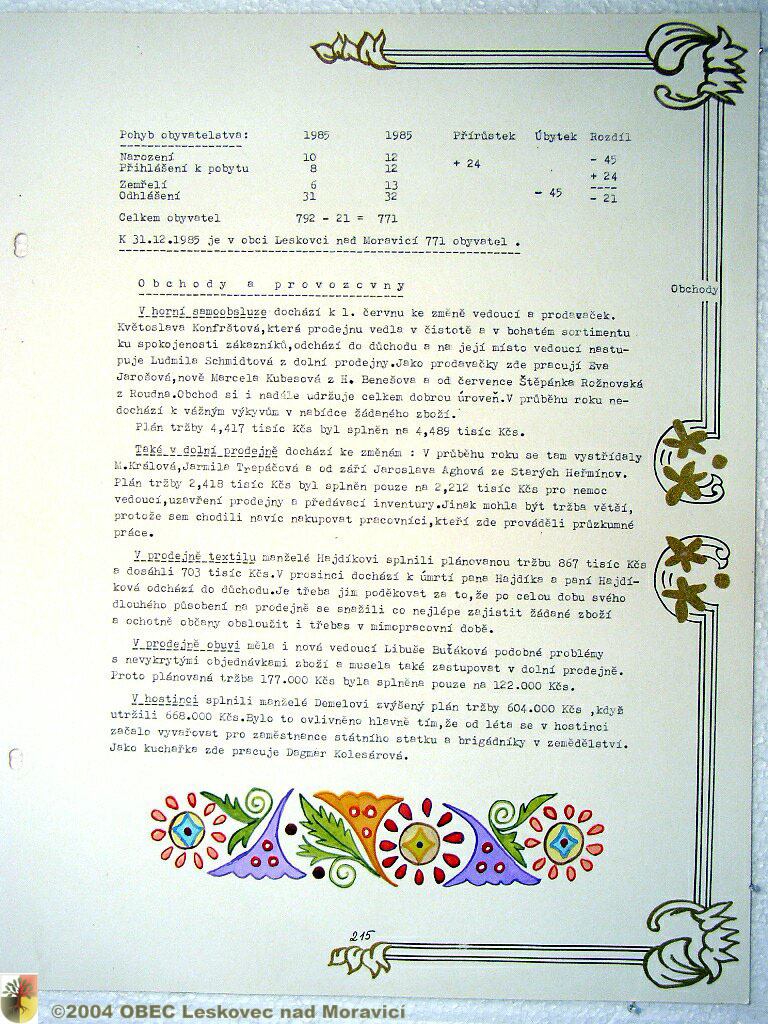 Pohyb obyvatelstva: 1985 1985 Přírůstek Úbytek Rozdíl
Narození 10 12 + 24 - 45
Přihlášení k pobytu 8 12 + 24
Zemřelí 6 13 ----
Odhlášení 31 32 - 45 - 21
Celkem obyvatel 792 - 21 = 771
K 31.12.1985 je v obci Leskovci nad Moravicí 771 obyvatel .
Obchody a provozovny
Obchody
V horní samoobsluze dochází k 1. červnu ke změně vedoucí a prodavaček.
Květoslava Konfrštová,která prodejnu vedla v čistotě a v bohatém sortimentu
ku spokojenosti zákazníků,odchází do důchodu a na její místo vedoucí nastu-
puje Ludmila Schmidtová z dolní prodejny.Jako prodavačky zde pracují Eva
Jarošová,nově Marcela Kubesová z H. Benešova a od července Štěpánka Rožnovská
z Roudna.Obchod si i nadále udržuje celkem dobrou úroveň.V průběhu roku ne-
dochází k vážným výkyvům v nabídce žádaného zboží.
Plán tržby 4,417 tisíc Kčs byl splněn na 4,489 tisíc Kčs.
Také v dolní prodejně dochází ke změnám : V průběhu roku se tam vystřídaly
M.Králová,Jarmila Trepáčová a od září Jaroslava Aghová ze Starých Heřmínov.
Plán tržby 2,418 tisíc Kčs byl splněn pouze na 2,212 tisíc Kčs pro nemoc
vedoucí,uzavření prodejny a předávací inventury.Jinak mohla být tržba větší,
protože sem chodili navíc nakupovat pracovníci,kteří zde prováděli průzkumné
práce.
V prodejně textilu manželé Hajdíkovi splnili plánovanou tržbu 867 tisíc Kčs
a dosáhli 703 tisíc Kčs.V prosinci dochází k úmrtí pana Hajdíka a paní Hajdí-
ková odchází do důchodu.Je třeba jim poděkovat za to,že po celou dobu svého
dlouhého působení na prodejně se snažili co nejlépe zajistit žádané zboží
a ochotně občany obsloužit i třebas v mimopracovní době.
V prodejně obuvi měla i nová vedoucí Libuše Buťáková podobné problémy
s nevykrytými objednávkami zboží a musela také zastupovat v dolní prodejně.
Proto plánovaná tržba 177.000 Kčs byla splněna pouze na 122.000 Kčs.
V hostinci splnili manželé Demelovi zvýšený plán tržby 604.000 Kčs ,když
utržili 668.000 Kčs.Bylo to ovlivněno hlavně tím,že od léta se v hostinci
začalo vyvařovat pro zaměstnance státního statku a brigádníky v zemědělství.
Jako kuchařka zde pracuje Dagmar Kolesárová.
215
©2004 OBEC Leskovec nad Moravicí